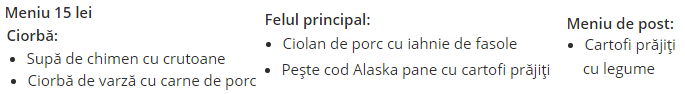 Meniu 15 lei
Ciorbă:
• Supă de chimen cu crutoane
• Ciorbă de varză cu carne de porc
Felul principal:
• Ciolan de porc cu iahnie de fasole
• Pește cod Alaska pane cu cartofi prăjiți
Meniu de post:
• Cartofi prăjiți
cu legume